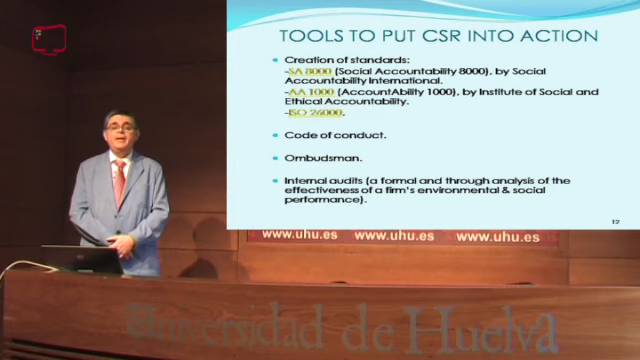 TOOLS TO PUT CSR INTO ACTION
Creation of standards:
-SA 8000 (Social Accountability 8000), by Social
Accountability International.
-AA 1000 (AccountAbility 1000), by Institute of Social and
Ethical Accountability.
-ISO 26000.
Code of conduct.
Ombudsman.
Internal audits (a formal and through analysis of the
effectiveness of a firm's environmental & social
performance).
12
www.uhu.es www.uhu.es www.uhu.es
Universidad de Huelva